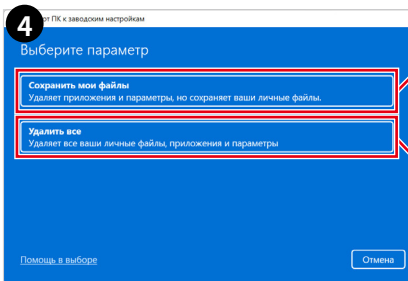 4
от ПК к заводским настройкам
Выберите параметр
Сохранить мои файлы
Удаляет приложения и параметры, но сохраняет ваши личные файлы.
Удалить все
Удаляет все ваши личные файлы, приложения и параметры
Помощь в выборе
Отмена